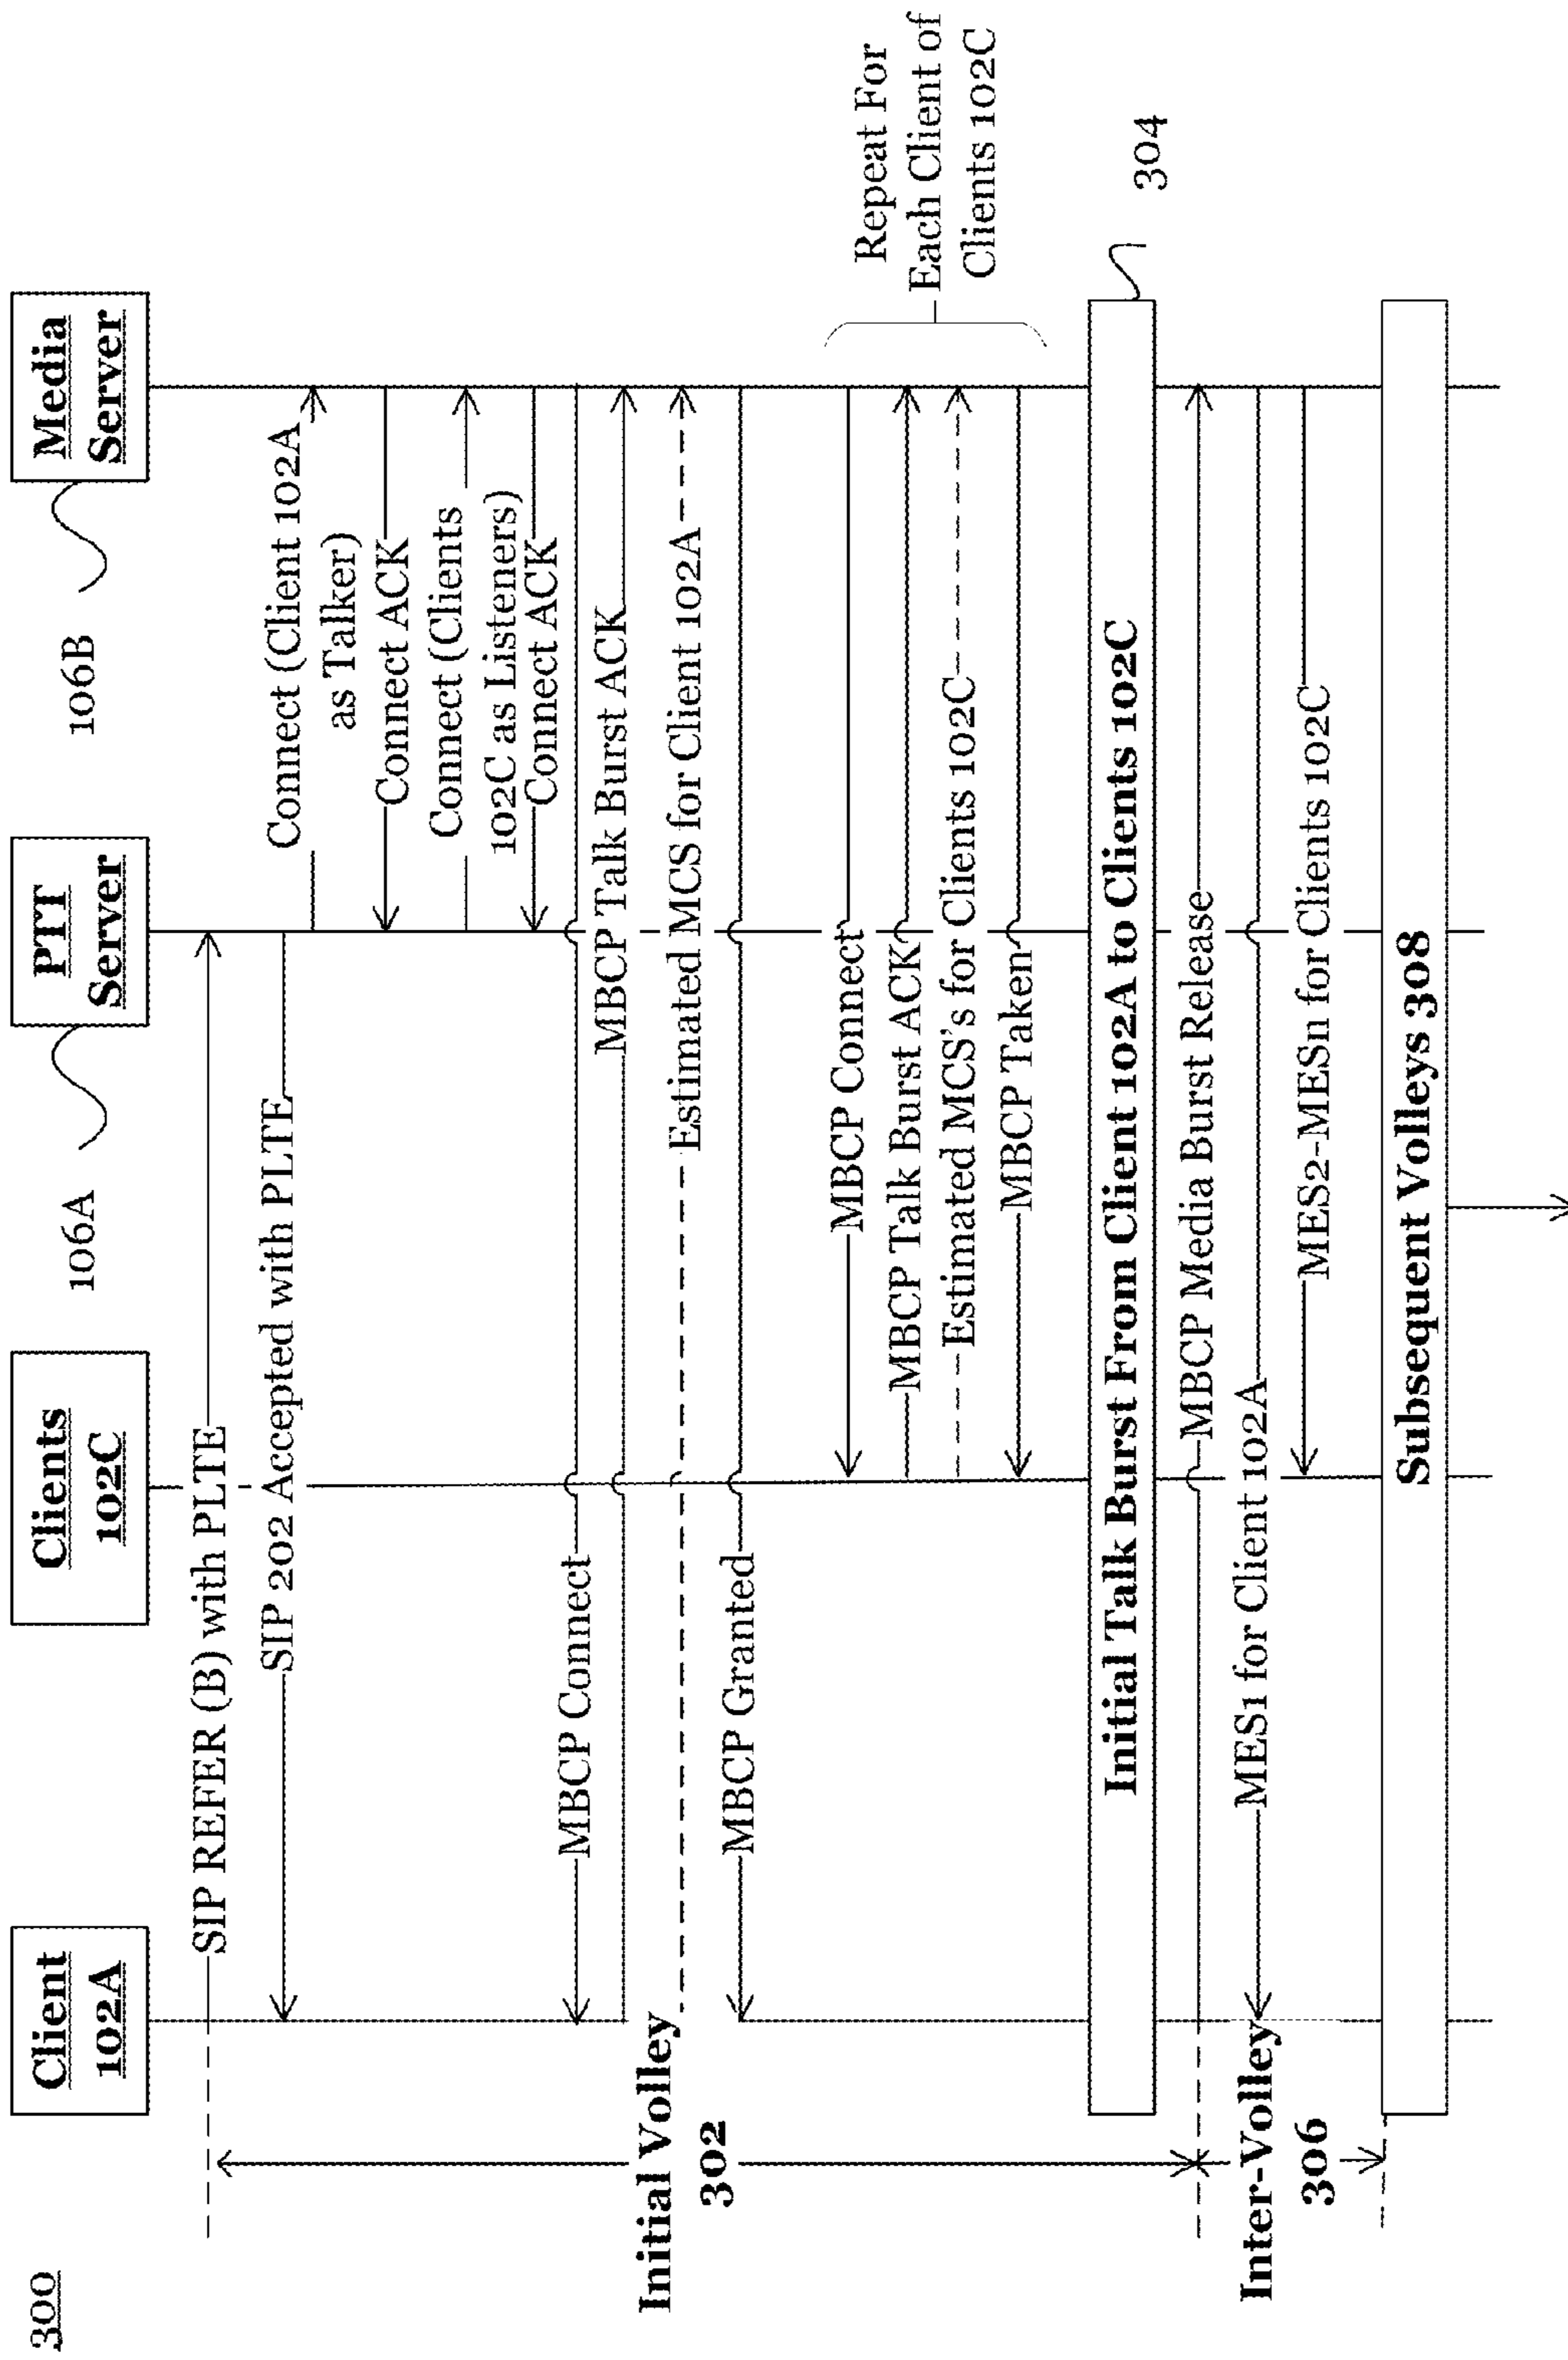 300
Client
102A
Clients
102C
106A
PTT
Server
106B
Media
Server
SIP REFER (B) with PLTE
SIP 202 Accepted with PLTE
Connect (Client 102A
as Talker)
Connect ACK
Connect (Clients
102C as Listeners)
Connect ACK
MBCP Connect
MBCP Talk Burst ACK
Initial Volley
302
Estimated MCS for Client 102A
MBCP Granted
MBCP Connect
MBCP Talk Burst ACK
Estimated MCS's for Clients 102C
MBCP Taken
Repeat For
Each Client of
Clients 102C
Initial Talk Burst From Client 102A to Clients 102C
304
MBCP Media Burst Release
Inter-Volley
306
MES1 for Client 102A
MES2-MESn for Clients 102C
Subsequent Volleys 308